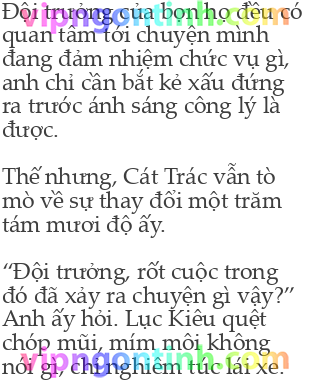 Đội trưởng của bọn họ đều có
quan tâm tới chuyện mình
đang đảm nhiệm chức vụ gì,
anh chỉ cần bắt kẻ xấu đứng
ra trước ánh sáng công lý là
được.
Thế nhưng, Cát Trác vẫn tò
mò về sự thay đổi một trăm
tám mươi độ ấy.
“Đội trưởng, rốt cuộc trong
đó đã xảy ra chuyện gì vậy?”
Anh ấy hỏi. Lục Kiêu quệt
chóp mũi, mím môi không
nói gì, chỉ nghiêm túc lái xe.
vipngontinh.com
vipngontinh.com